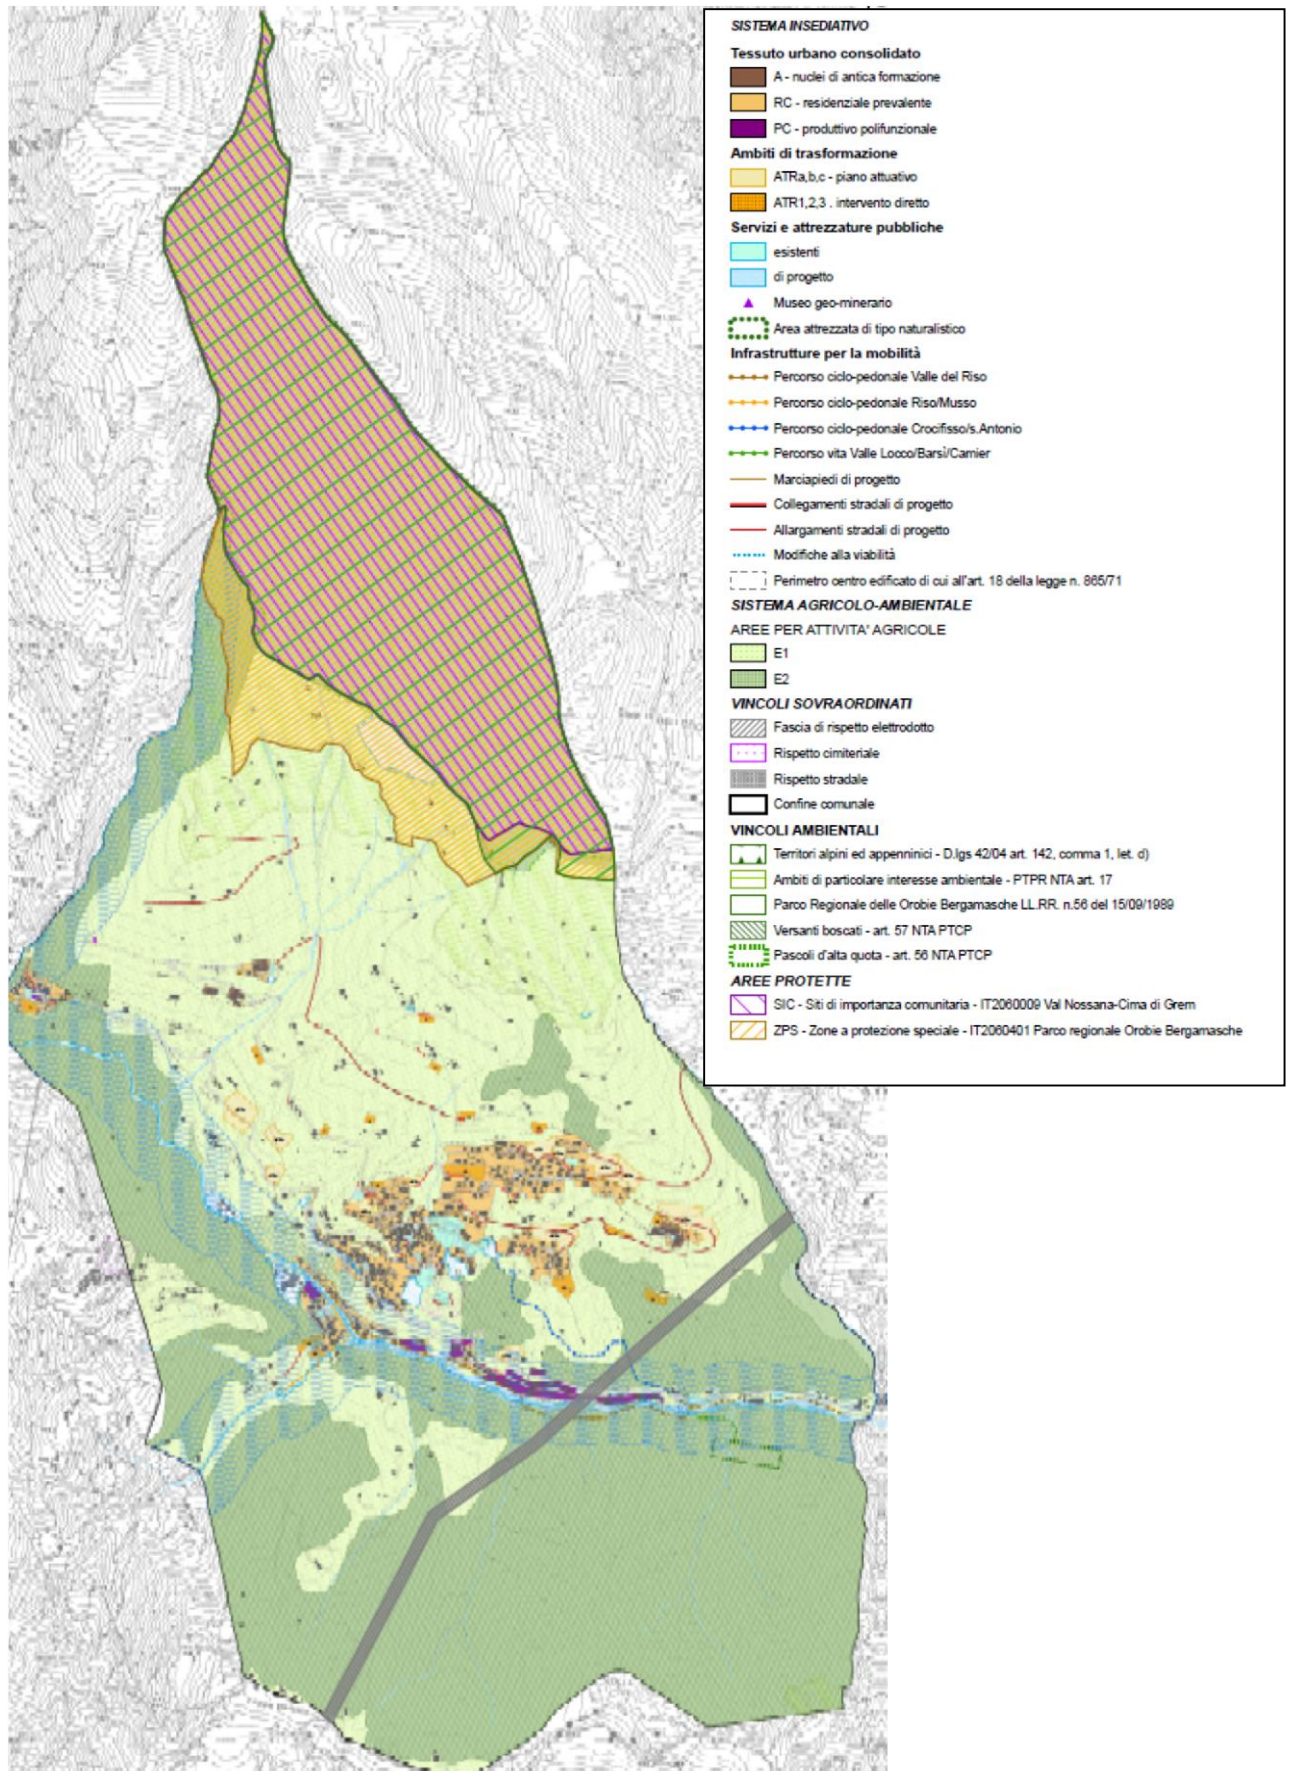 SISTEMA INSEDIATIVO
Tessuto urbano consolidato
A - nuclei di antica formazione
RC - residenziale prevalente
PC - produttivo polifunzionale
Ambiti di trasformazione
ATRa,b,c - piano attuativo
ATR1,2,3 . intervento diretto
Servizi e attrezzature pubbliche
esistenti
di progetto
Museo geo-minerario
Area attrezzata di tipo naturalistico
Infrastrutture per la mobilità
Percorso ciclo-pedonale Valle del Riso
Percorso ciclo-pedonale Riso/Musso
Percorso ciclo-pedonale Crocifisso/s.Antonio
Percorso vita Valle Locco/Barsì/Camier
Marciapiedi di progetto
Collegamenti stradali di progetto
Allargamenti stradali di progetto
Modifiche alla viabilità
Perimetro centro edificato di cui all'art. 18 della legge n. 865/71
SISTEMA AGRICOLO-AMBIENTALE
AREE PER ATTIVITA' AGRICOLE
E1
E2
VINCOLI SOVRAORDINATI
Fascia di rispetto elettrodotto
Rispetto cimiteriale
Rispetto stradale
Confine comunale
VINCOLI AMBIENTALI
Territori alpini ed appenninici - D.lgs 42/04 art. 142, comma 1, let. d)
Ambiti di particolare interesse ambientale - PTPR NTA art. 17
Parco Regionale delle Orobie Bergamasche LL.RR. n.56 del 15/09/1989
Versanti boscati - art. 57 NTA PTCP
Pascoli d'alta quota - art. 56 NTA PTCP
AREE PROTETTE
SIC - Siti di importanza comunitaria - IT2060009 Val Nossana-Cima di Grem
ZPS - Zone a protezione speciale - IT2060401 Parco regionale Orobie Bergamasche